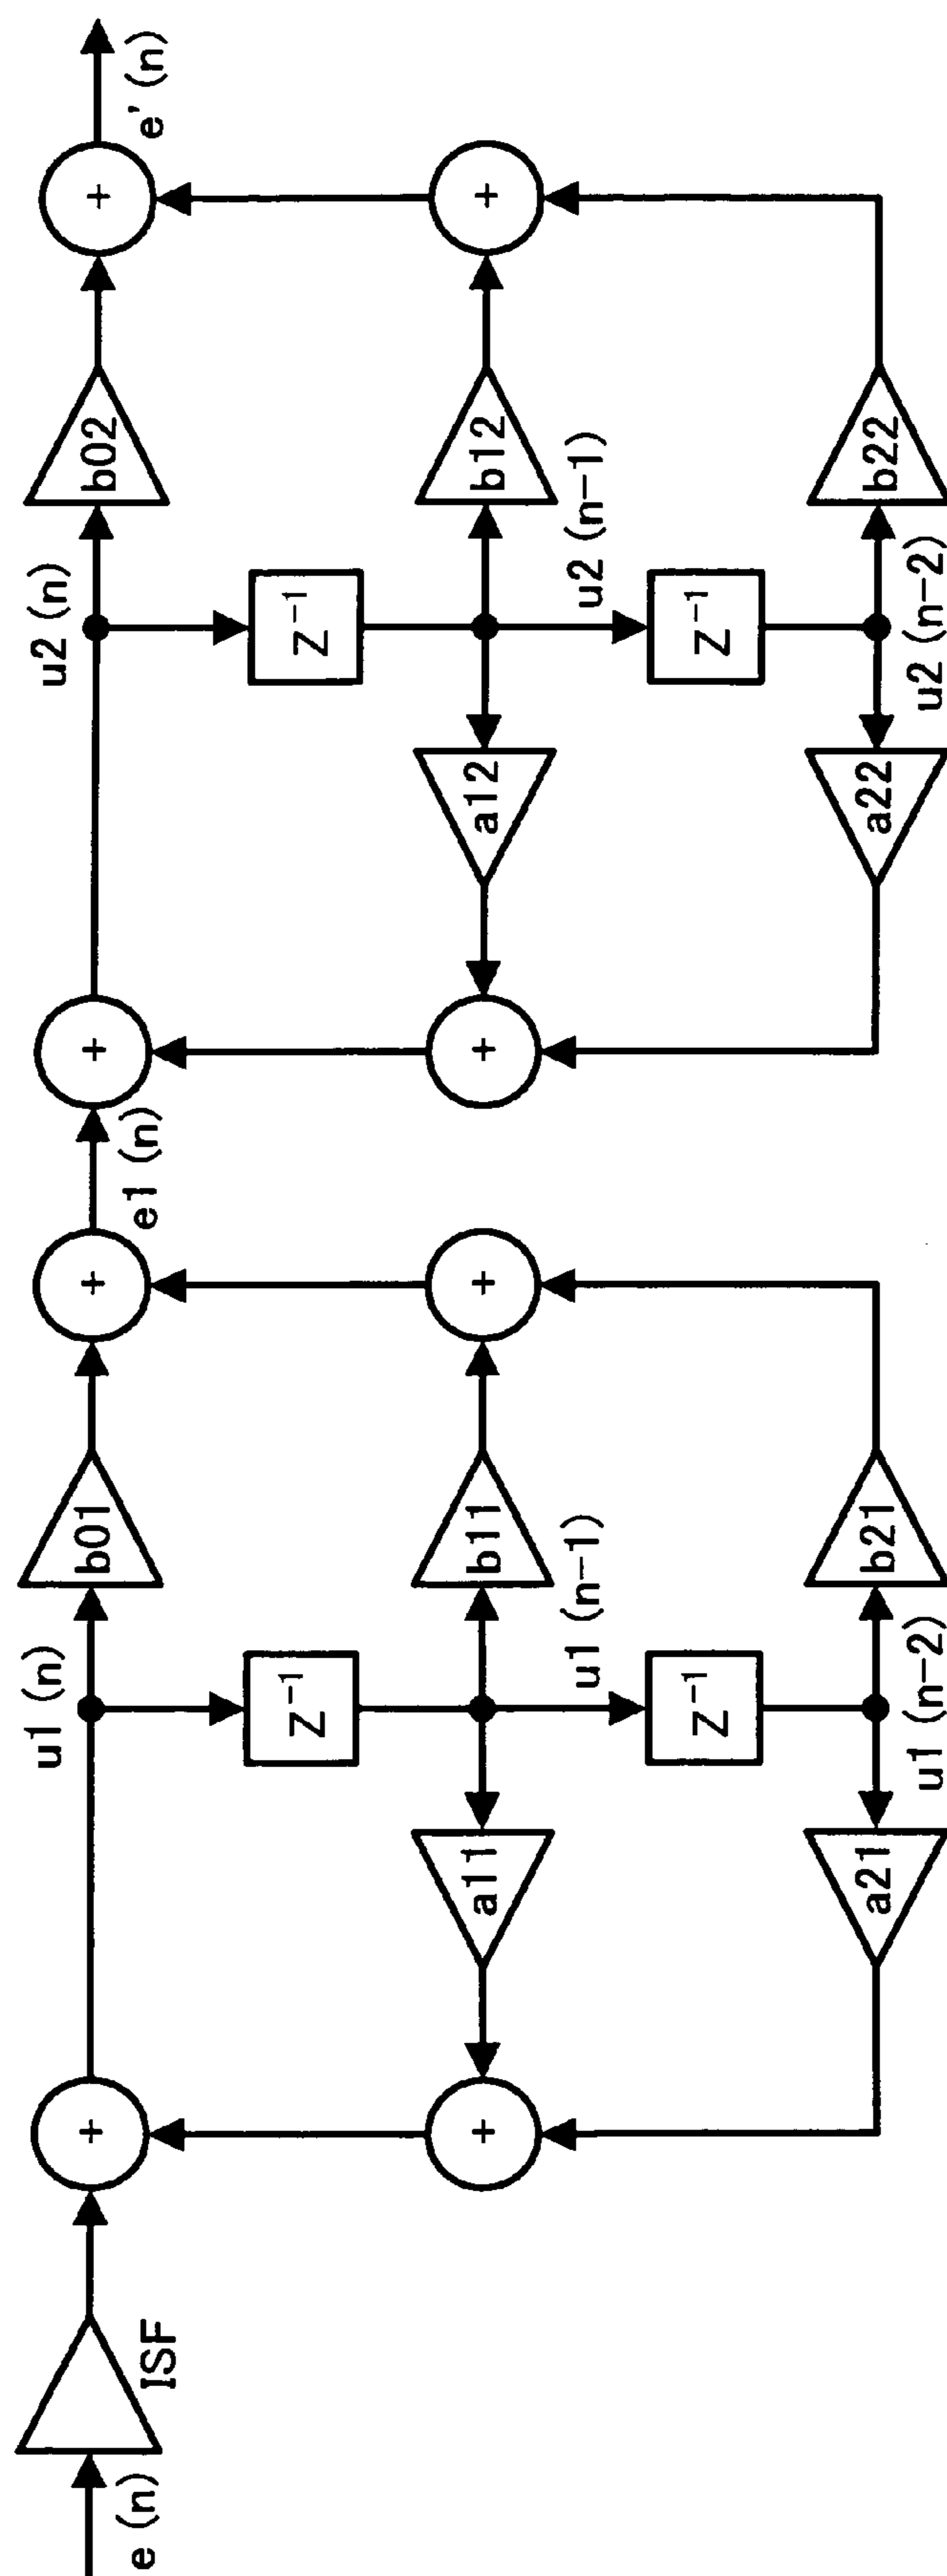 e(n)
ISF
+
u1(n)
b01
+
e1(n)
+
u2(n)
b02
+
e'(n)
Z⁻¹
Z⁻¹
+
a11
b11
+
u1(n-1)
+
a12
b12
+
u2(n-1)
Z⁻¹
Z⁻¹
a21
b21
u1(n-2)
a22
b22
u2(n-2)